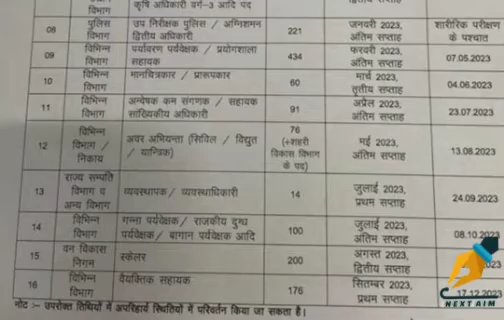 विभाग कृषि अधिकारी वर्ग-3 आदि पद
08 पुलिस विभाग उप निरीक्षक पुलिस / अग्निशमन द्वितीय अधिकारी 221 जनवरी 2023, अंतिम सप्ताह शारीरिक परीक्षण के पश्चात
09 विभिन्न विभाग पर्यावरण पर्यवेक्षक / प्रयोगशाला सहायक 434 फरवरी 2023, अंतिम सप्ताह 07.05.2023
10 विभिन्न विभाग मानचित्रकार / प्रारूपकार 60 मार्च 2023, तृतीय सप्ताह 04.06.2023
11 विभिन्न विभाग अन्वेषक कम संगणक / सहायक सांख्यिकीय अधिकारी 91 अप्रैल 2023, अंतिम सप्ताह 23.07.2023
12 विभिन्न विभाग / निकाय अवर अभियन्ता (सिविल / विद्युत / यान्त्रिक) 76 (+शहरी विकास विभाग के पद) मई 2023, अंतिम सप्ताह 13.08.2023
13 राज्य सम्पति विभाग व अन्य विभाग व्यवस्थापक / व्यवस्थाधिकारी 14 जुलाई 2023, प्रथम सप्ताह 24.09.2023
14 विभिन्न विभाग गन्ना पर्यवेक्षक / राजकीय दुग्ध पर्यवेक्षक / बागान पर्यवेक्षक आदि 100 जुलाई 2023, अंतिम सप्ताह 08.10.2023
15 वन विकास निगम स्केलर 200 अगस्त 2023, द्वितीय सप्ताह 2023
16 विभिन्न विभाग वैयक्तिक सहायक 176 सितम्बर 2023, प्रथम सप्ताह 17.12.2023
नोट :- उपरोक्त तिथियों में अपरिहार्य स्थितियों में परिवर्तन किया जा सकता है।
NEXT AIM